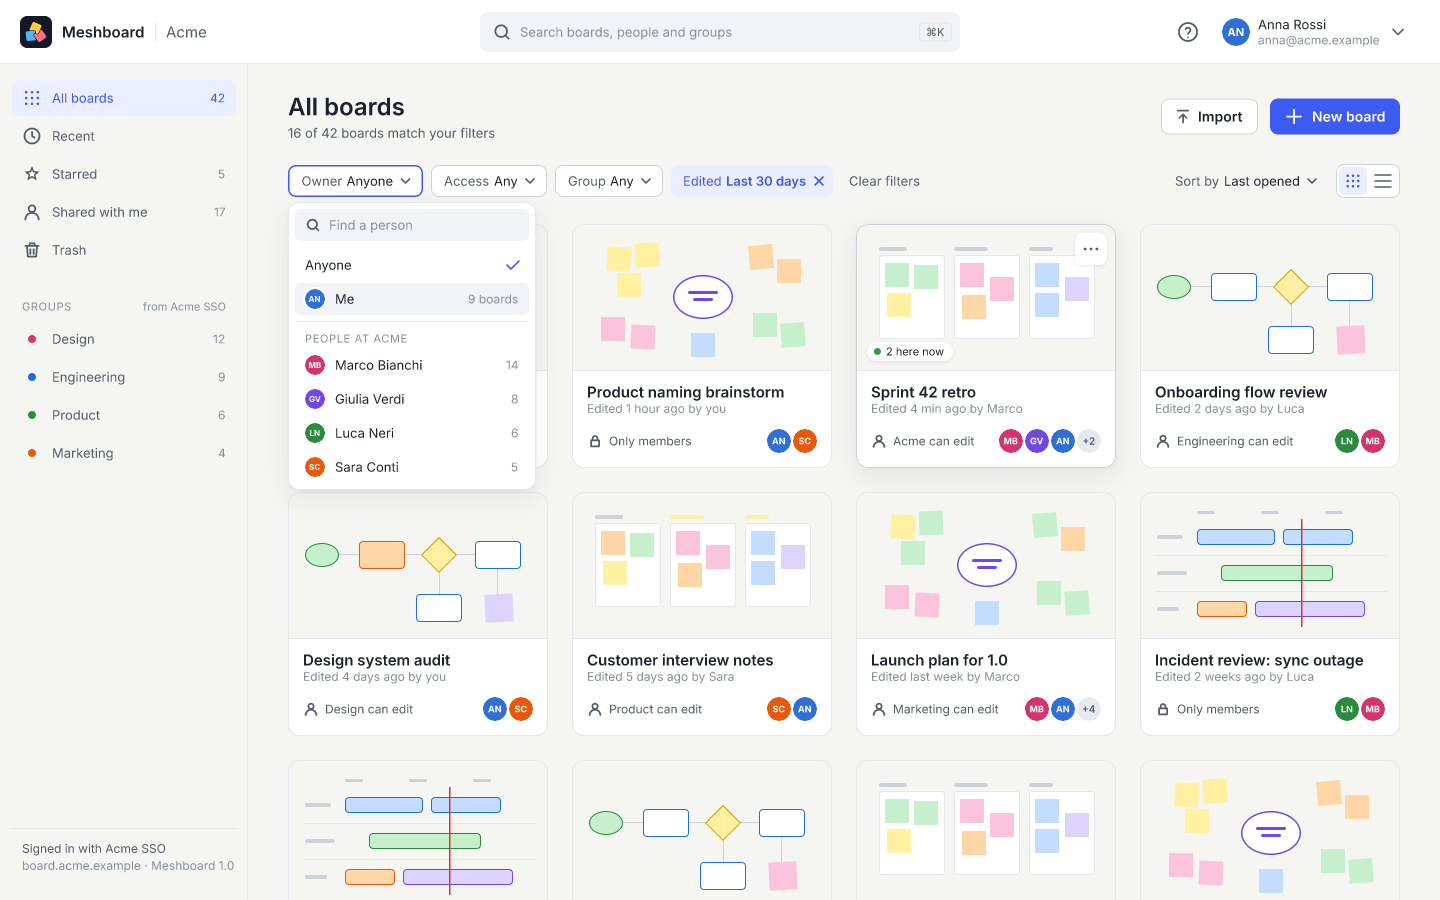 Meshboard Acme
Search boards, people and groups ⌘K
AN Anna Rossi
anna@acme.example
All boards 42
Recent
Starred 5
Shared with me 17
Trash
GROUPS from Acme SSO
Design 12
Engineering 9
Product 6
Marketing 4
Signed in with Acme SSO
board.acme.example · Meshboard 1.0
All boards
16 of 42 boards match your filters
Import
New board
Owner Anyone
Access Any
Group Any
Edited Last 30 days
Clear filters
Sort by Last opened
Find a person
Anyone
AN Me 9 boards
PEOPLE AT ACME
MB Marco Bianchi 14
GV Giulia Verdi 8
LN Luca Neri 6
SC Sara Conti 5
Product naming brainstorm
Edited 1 hour ago by you
Only members AN SC
2 here now
Sprint 42 retro
Edited 4 min ago by Marco
Acme can edit MB GV AN +2
Onboarding flow review
Edited 2 days ago by Luca
Engineering can edit LN MB
Design system audit
Edited 4 days ago by you
Design can edit AN SC
Customer interview notes
Edited 5 days ago by Sara
Product can edit SC AN
Launch plan for 1.0
Edited last week by Marco
Marketing can edit MB AN +4
Incident review: sync outage
Edited 2 weeks ago by Luca
Only members LN MB